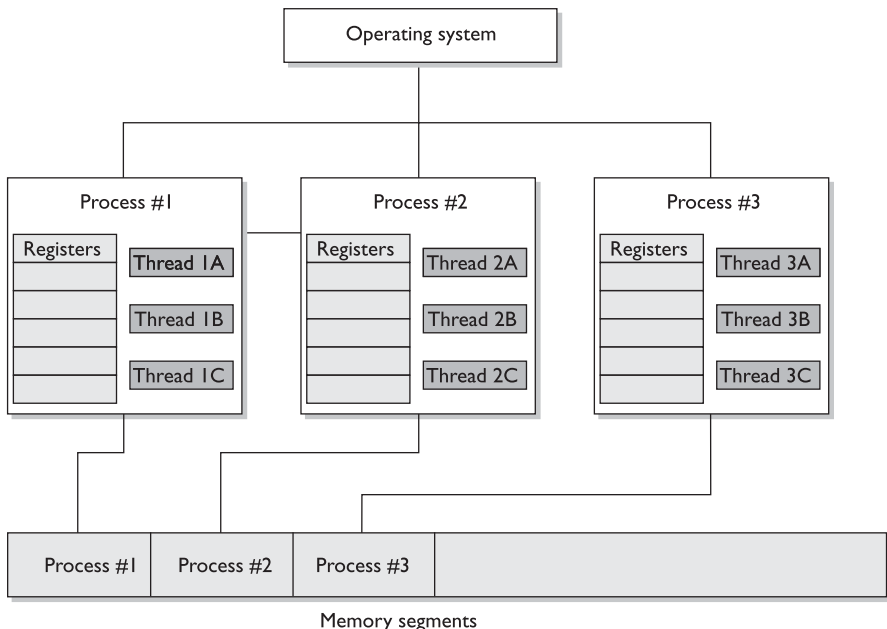 Operating system
Process #1
Process #2
Process #3
Registers
Thread 1A
Thread 1B
Thread 1C
Registers
Thread 2A
Thread 2B
Thread 2C
Registers
Thread 3A
Thread 3B
Thread 3C
Process #1
Process #2
Process #3
Memory segments